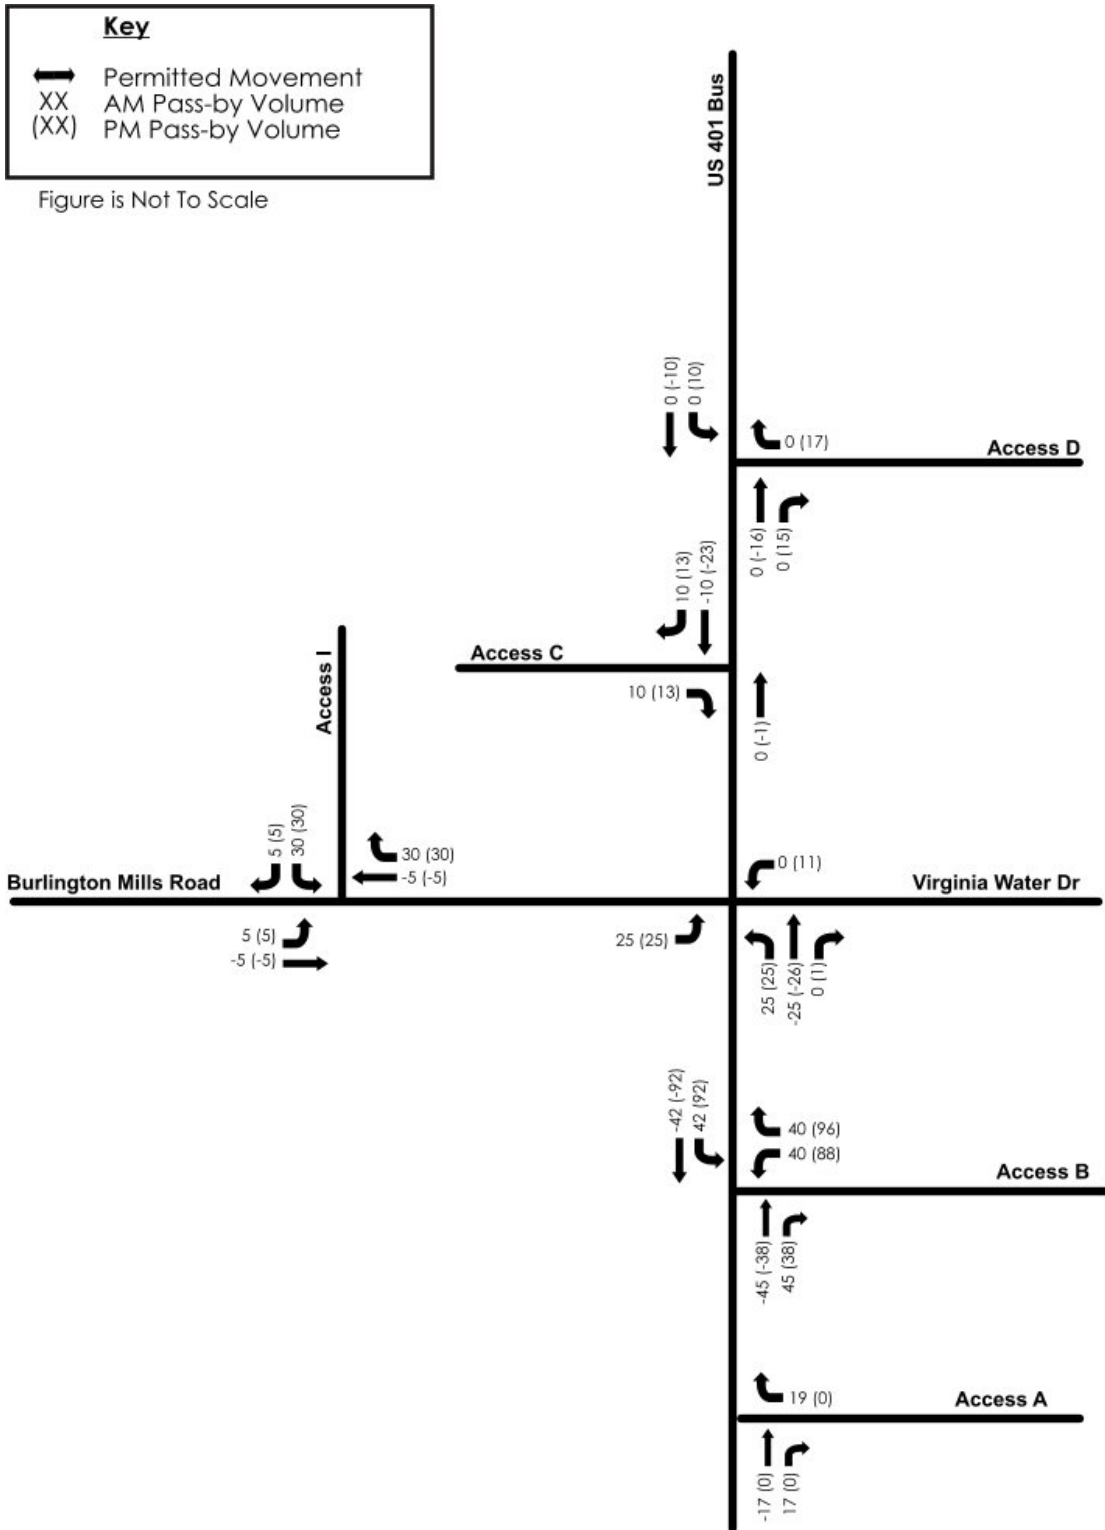 Key
Permitted Movement
XX AM Pass-by Volume
(XX) PM Pass-by Volume
Figure is Not To Scale
US 401 Bus
0 (-10)
0 (10)
0 (17)
Access D
0 (-16)
0 (15)
10 (13)
-10 (-23)
Access C
10 (13)
0 (-1)
Access I
5 (5)
30 (30)
30 (30)
-5 (-5)
Burlington Mills Road
5 (5)
-5 (-5)
0 (11)
Virginia Water Dr
25 (25)
25 (25)
-25 (-26)
0 (1)
-42 (-92)
42 (92)
40 (96)
40 (88)
Access B
-45 (-38)
45 (38)
19 (0)
Access A
-17 (0)
17 (0)